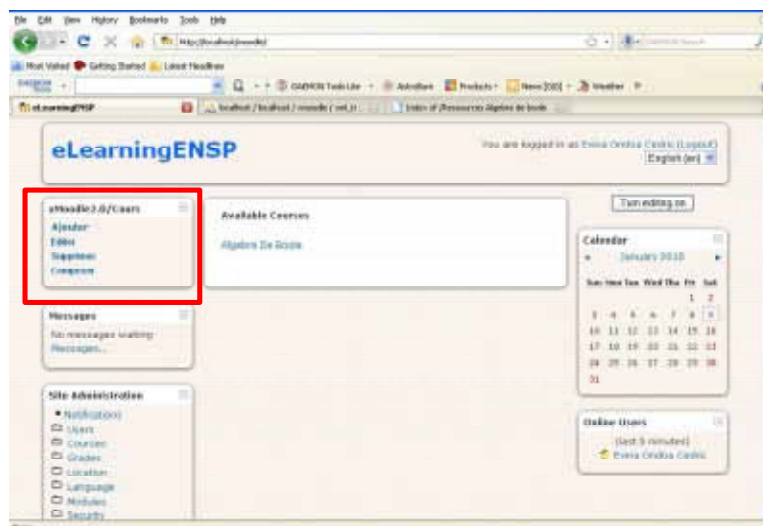 File Edit View History Bookmarks Tools Help
http://localhost/moodle/
Most Visited Getting Started Latest Headlines
eLearningENSP
eLearningENSP
You are logged in as Evina Ondoa Cedric (Logout)
English (en)
Turn editing on
eMoodle2.0/Cours
Ajouter
Editer
Supprimer
Composer
Available Courses
Algebre De Boole
Messages
No messages waiting
Messages...
Site Administration
Notifications
Users
Courses
Grades
Location
Language
Modules
Security
Calendar
January 2010
Sun Mon Tue Wed Thu Fri Sat
1 2
3 4 5 6 7 8 9
10 11 12 13 14 15 16
17 18 19 20 21 22 23
24 25 26 27 28 29 30
31
Online Users
(last 5 minutes)
Evina Ondoa Cedric